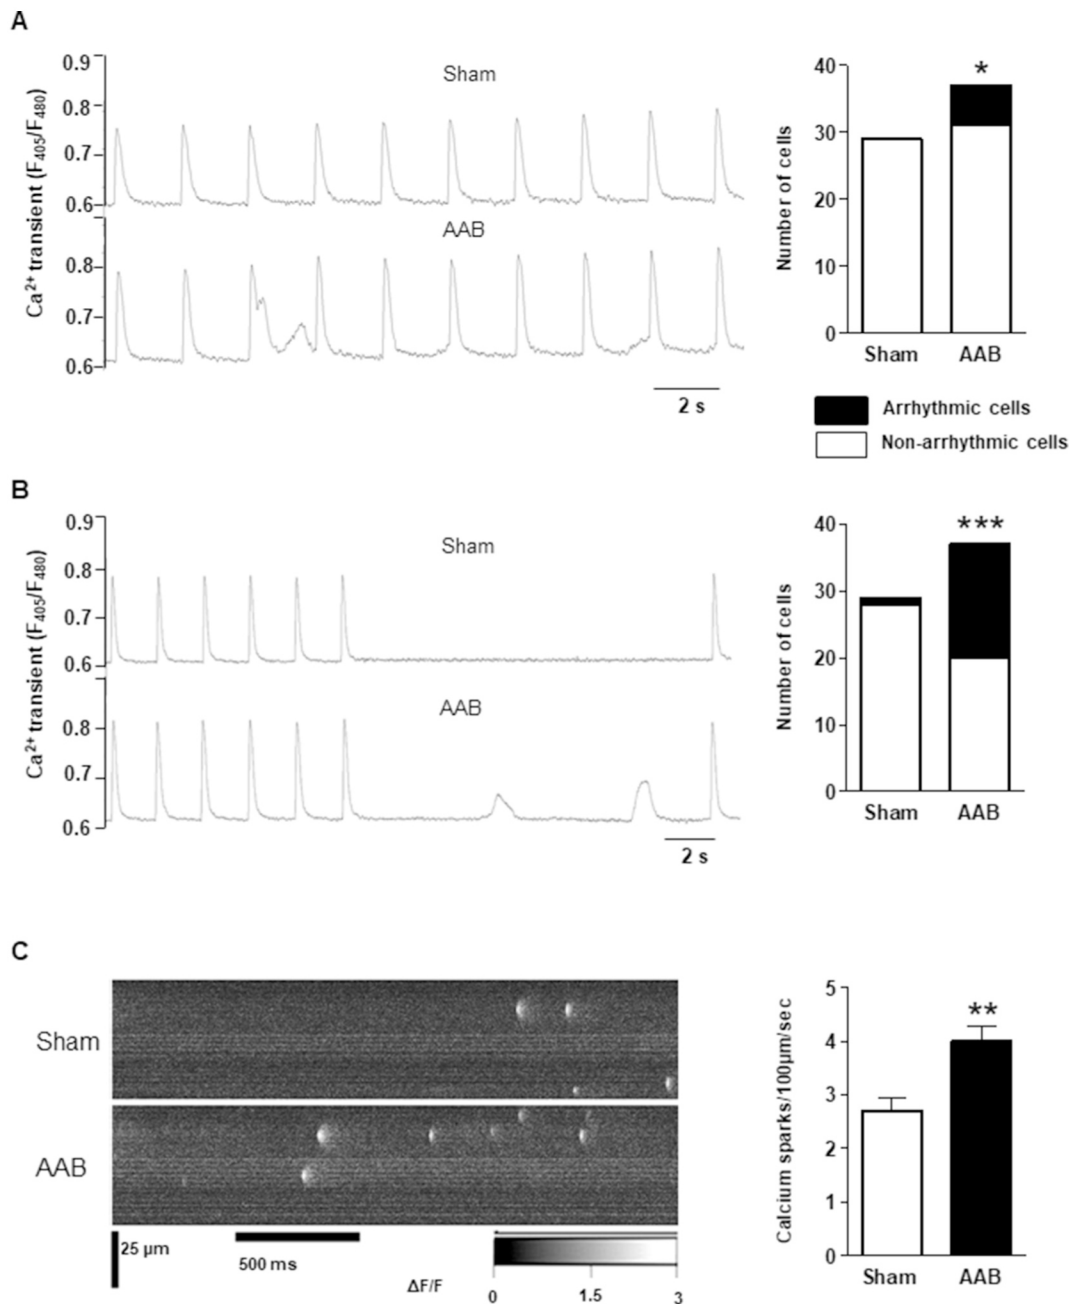 A
Ca²⁺ transient (F₄₀₅/F₄₈₀)
0.9
0.8
0.7
0.6
Sham
0.8
0.7
0.6
AAB
2 s
Number of cells
40
30
20
10
0
*
Sham AAB
Arrhythmic cells
Non-arrhythmic cells
B
Ca²⁺ transient (F₄₀₅/F₄₈₀)
0.9
0.8
0.7
0.6
Sham
0.8
0.7
0.6
AAB
2 s
Number of cells
40
30
20
10
0
***
Sham AAB
C
Sham
AAB
25 µm
500 ms
ΔF/F
0 1.5 3
Calcium sparks/100µm/sec
5
4
3
2
1
0
**
Sham AAB